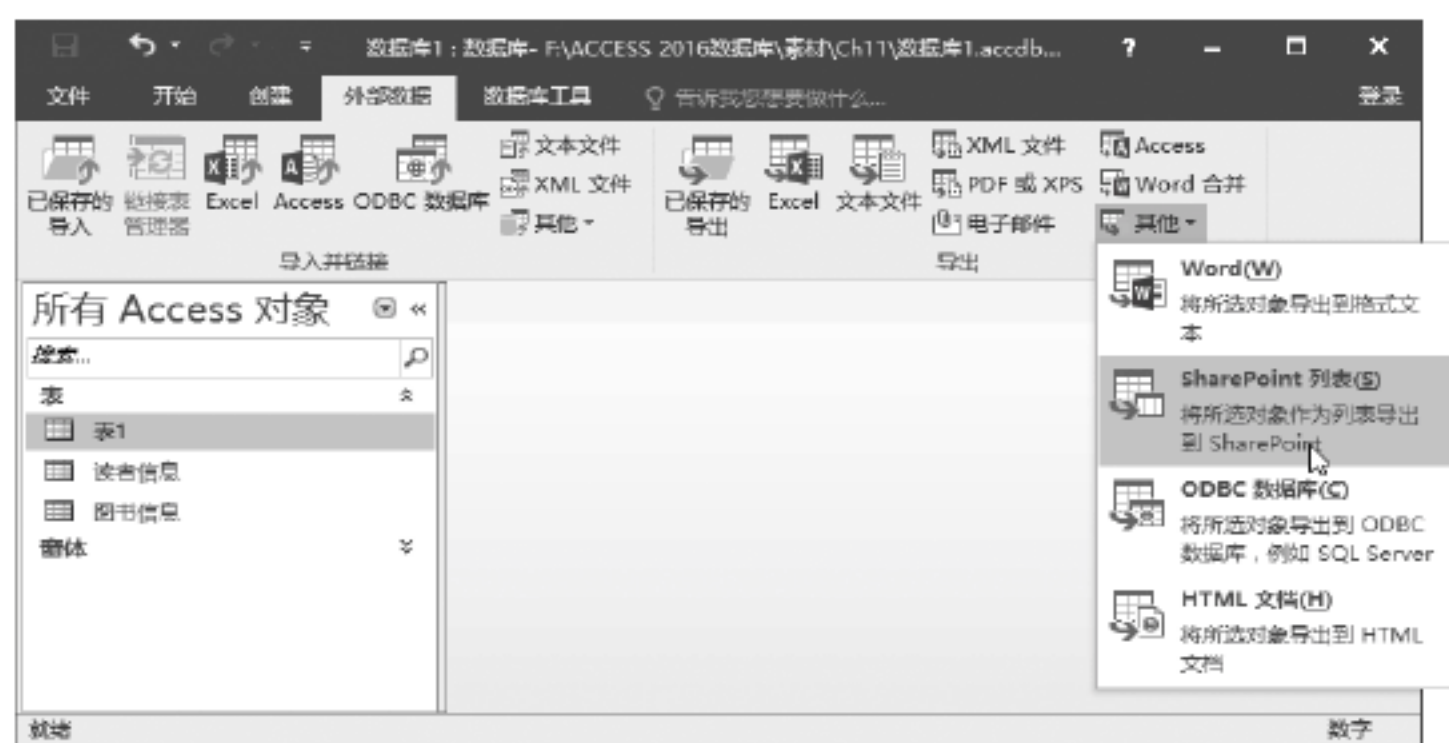 数据库1 : 数据库- F:\ACCESS 2016数据库\素材\Ch11\数据库1.accdb... ?
文件 开始 创建 外部数据 数据库工具 告诉我您想要做什么... 登录
已保存的导入
链接表管理器
Excel
Access
ODBC 数据库
文本文件
XML 文件
其他
导入并链接
已保存的导出
Excel
文本文件
XML 文件
PDF 或 XPS
电子邮件
Access
Word 合并
其他
导出
所有 Access 对象
搜索...
表
表1
读者信息
图书信息
窗体
Word(W)
将所选对象导出到格式文
本
SharePoint 列表(S)
将所选对象作为列表导出
到 SharePoint
ODBC 数据库(C)
将所选对象导出到 ODBC
数据库，例如 SQL Server
HTML 文档(H)
将所选对象导出到 HTML
文档
就绪 数字